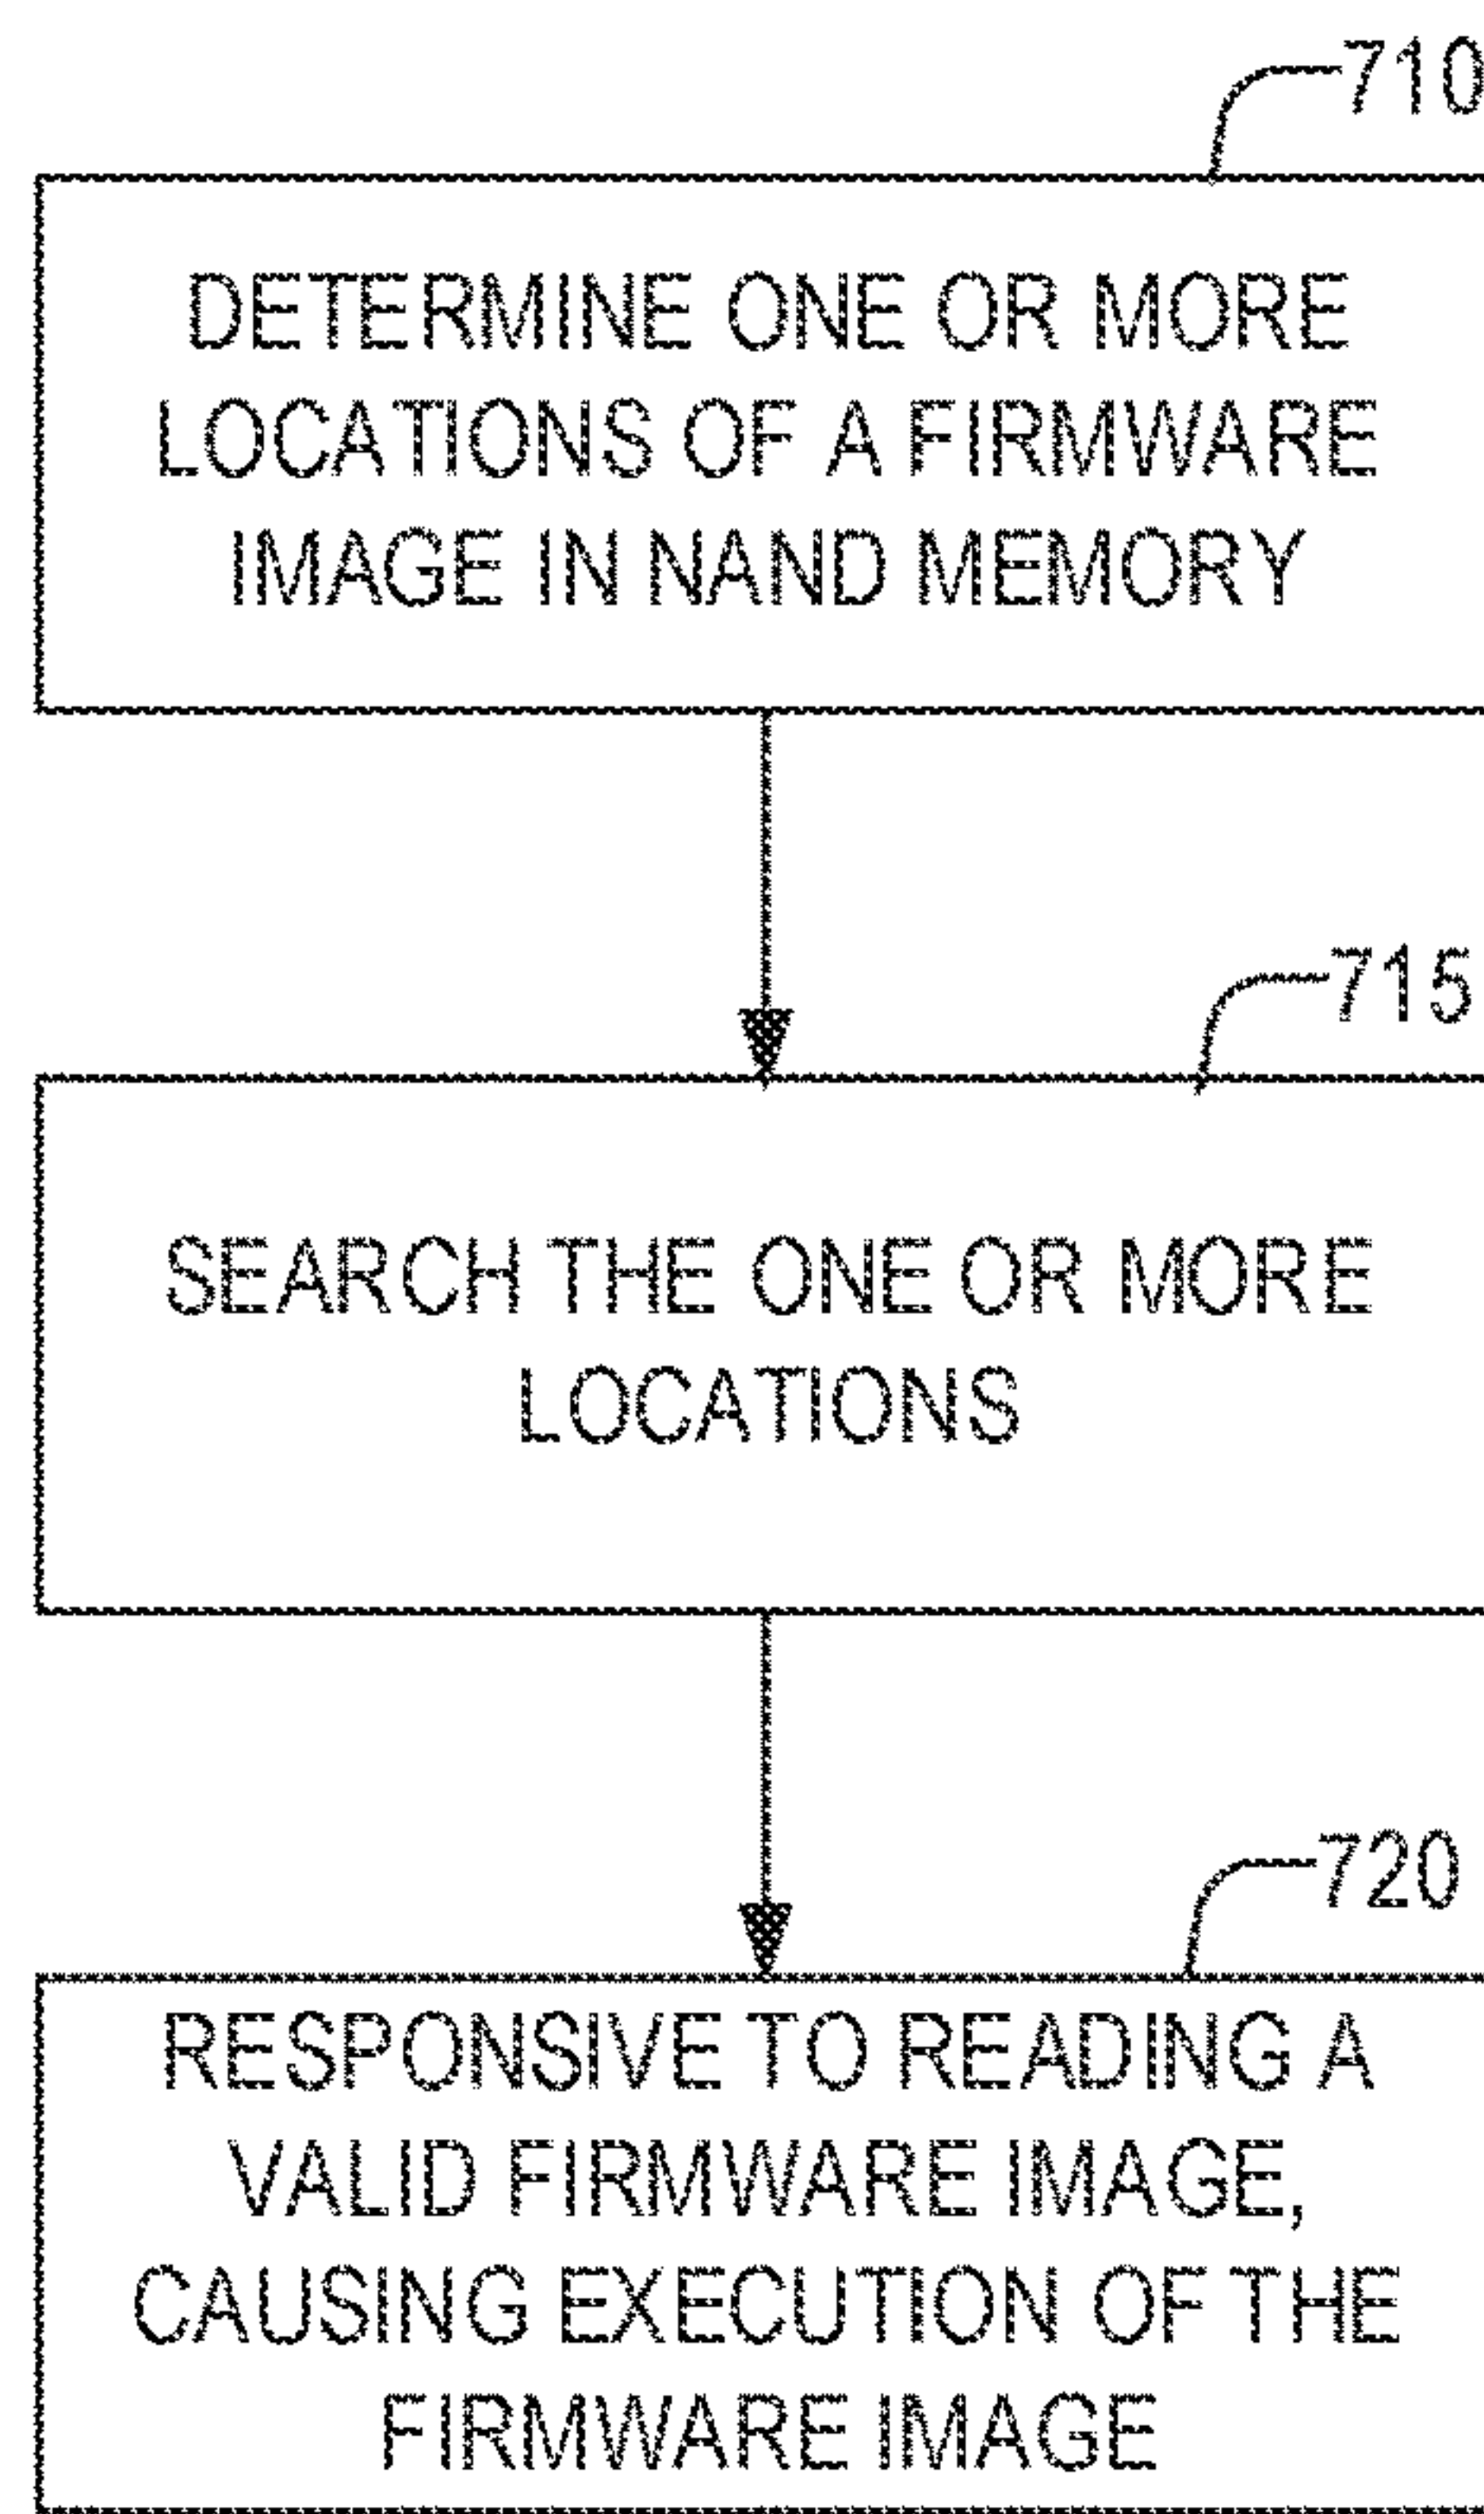 710
DETERMINE ONE OR MORE
LOCATIONS OF A FIRMWARE
IMAGE IN NAND MEMORY
715
SEARCH THE ONE OR MORE
LOCATIONS
720
RESPONSIVE TO READING A
VALID FIRMWARE IMAGE,
CAUSING EXECUTION OF THE
FIRMWARE IMAGE